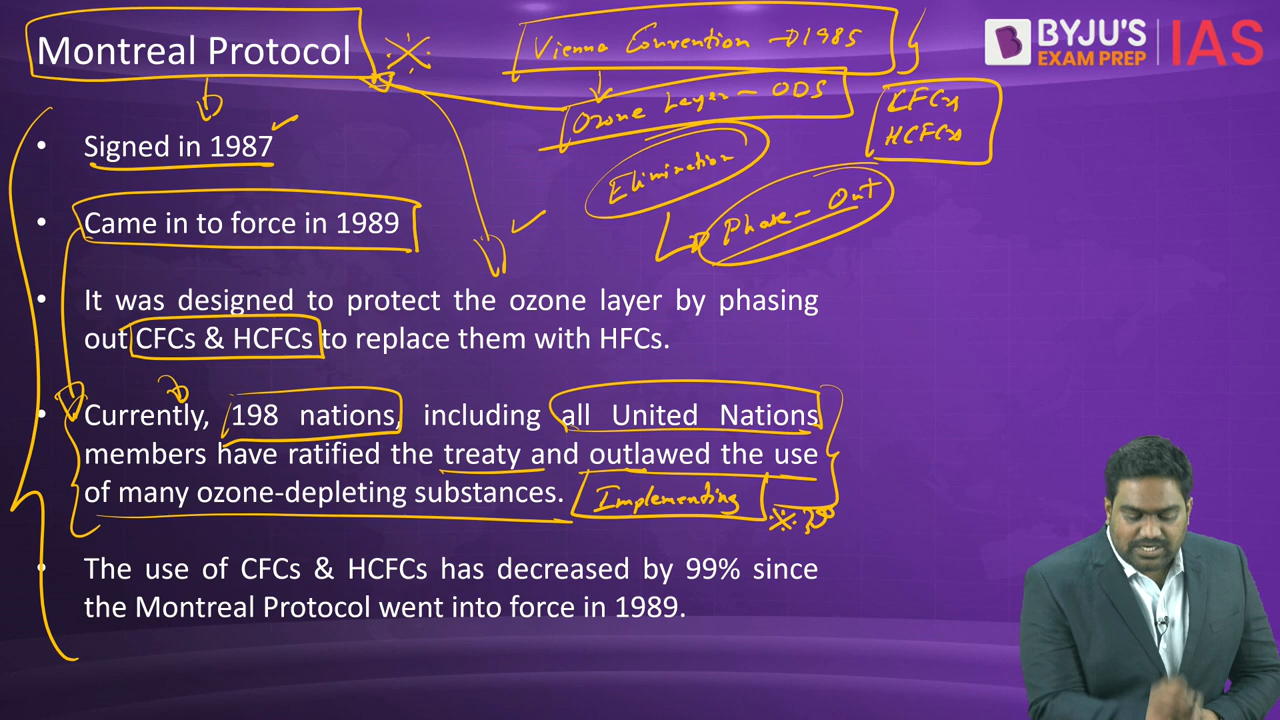 Montreal Protocol
Vienna Convention → 1985
BYJU'S
EXAM PREP
IAS
Ozone Layer – ODS
CFCs
HCFCs
Elimination
Phase – Out
• Signed in 1987
• Came in to force in 1989
• It was designed to protect the ozone layer by phasing
out CFCs & HCFCs to replace them with HFCs.
• Currently, 198 nations, including all United Nations
members have ratified the treaty and outlawed the use
of many ozone-depleting substances.
Implementing
• The use of CFCs & HCFCs has decreased by 99% since
the Montreal Protocol went into force in 1989.